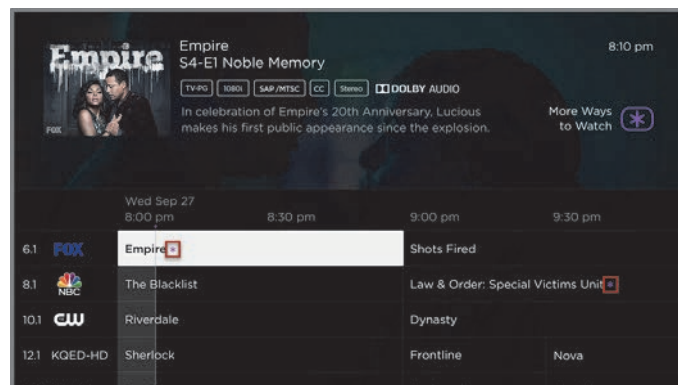 Empire
FOX
Empire
S4-E1 Noble Memory
8:10 pm
TV-PG 1080i SAP/MTSC CC Stereo DOLBY AUDIO
In celebration of Empire's 20th Anniversary, Lucious
makes his first public appearance since the explosion.
More Ways
to Watch *
Wed Sep 27
8:00 pm 8:30 pm 9:00 pm 9:30 pm
6.1 FOX Empire * Shots Fired
8.1 NBC The Blacklist Law & Order: Special Victims Unit *
10.1 CW Riverdale Dynasty
12.1 KQED-HD Sherlock Frontline Nova